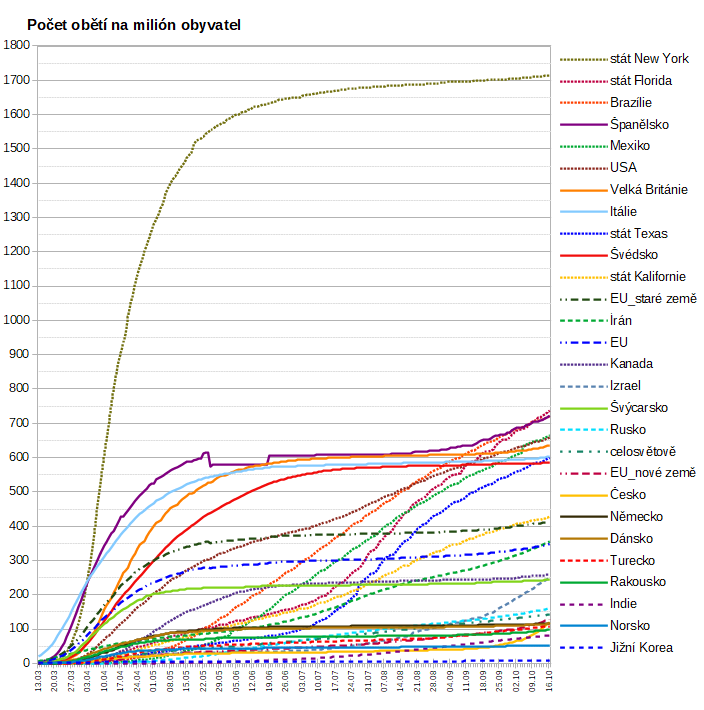 Počet obětí na milión obyvatel
1800
1700
1600
1500
1400
1300
1200
1100
1000
900
800
700
600
500
400
300
200
100
0
13.03
20.03
27.03
03.04
10.04
17.04
24.04
01.05
08.05
15.05
22.05
29.05
05.06
12.06
19.06
26.06
03.07
10.07
17.07
24.07
31.07
07.08
14.08
21.08
28.08
04.09
11.09
18.09
25.09
02.10
09.10
16.10
stát New York
stát Florida
Brazílie
Španělsko
Mexiko
USA
Velká Británie
Itálie
stát Texas
Švédsko
stát Kalifornie
EU_staré země
Írán
EU
Kanada
Izrael
Švýcarsko
Rusko
celosvětově
EU_nové země
Česko
Německo
Dánsko
Turecko
Rakousko
Indie
Norsko
Jižní Korea